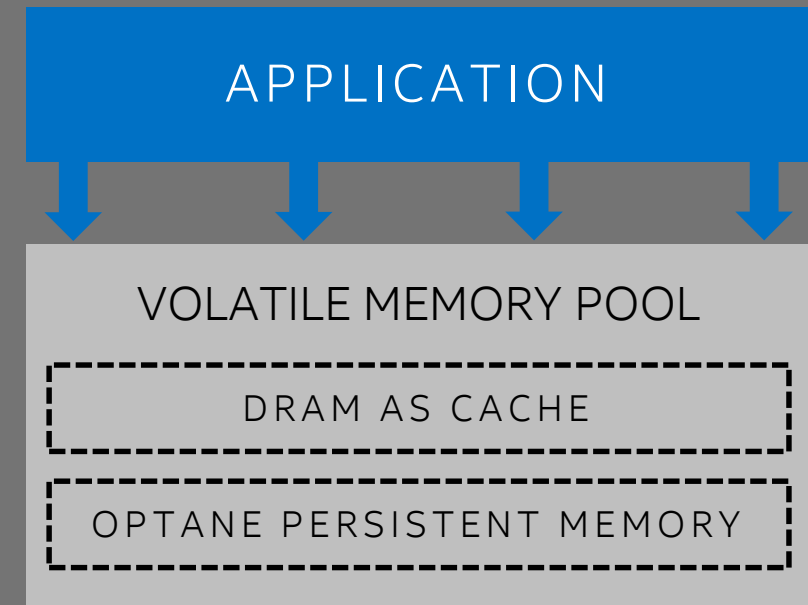 APPLICATION
VOLATILE MEMORY POOL
DRAM AS CACHE
OPTANE PERSISTENT MEMORY